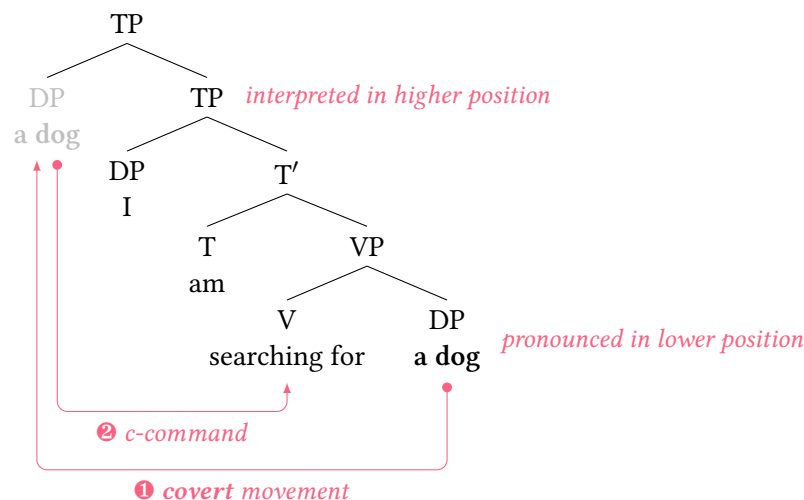 TP
DP
TP
interpreted in higher position
a dog
DP
T′
I
T
VP
am
V
DP
pronounced in lower position
searching for
a dog
❷ c-command
❶ covert movement